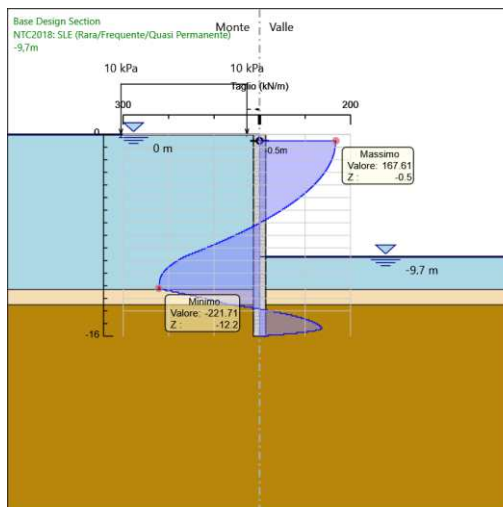 Base Design Section
NTC2018: SLE (Rara/Frequente/Quasi Permanente)
-9,7m
Monte
Valle
10 kPa
10 kPa
Taglio (kN/m)
300
200
0
0 m
-0.5m
Massimo
Valore: 167.61
Z : -0.5
-9.7 m
Minimo
Valore: -221.71
Z : -12.2
-16